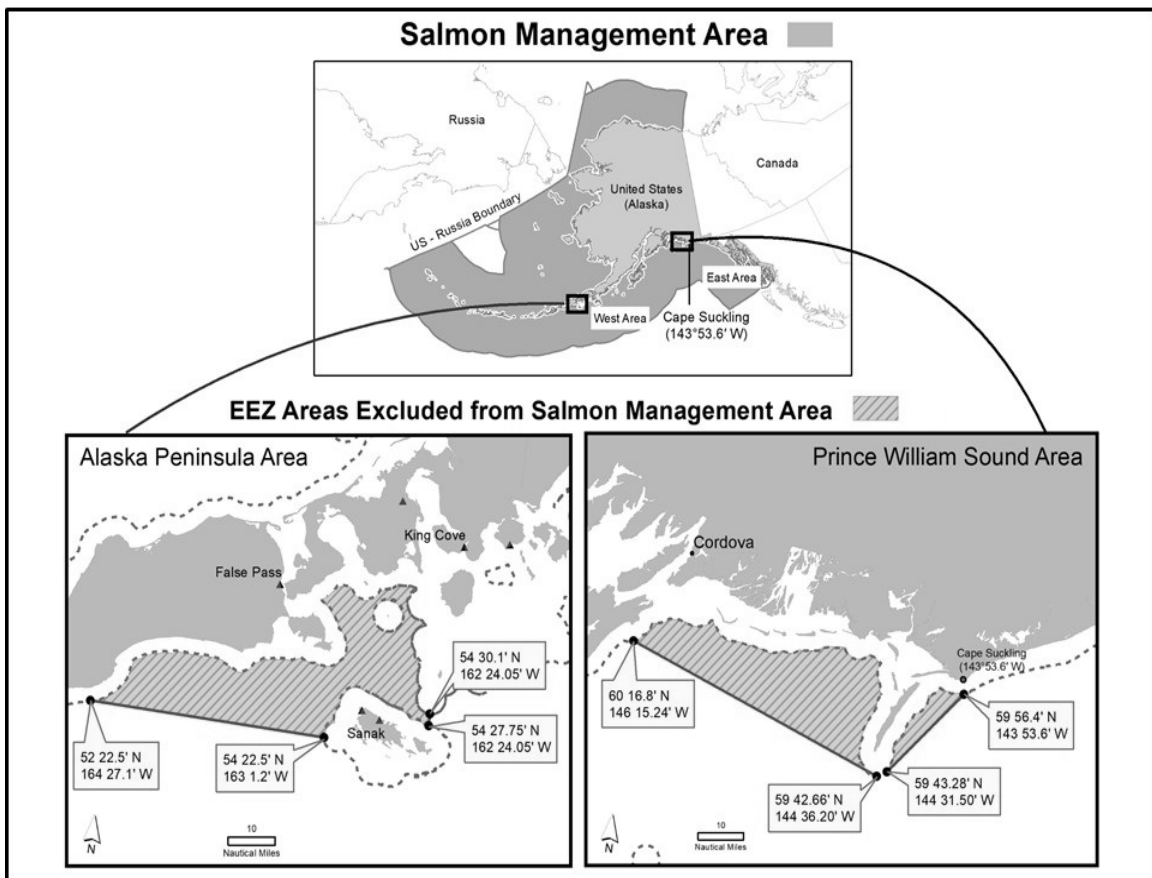 Salmon Management Area
Russia
Canada
United States
(Alaska)
US - Russia Boundary
East Area
West Area
Cape Suckling
(143°53.6' W)
EEZ Areas Excluded from Salmon Management Area
Alaska Peninsula Area
King Cove
False Pass
54 30.1' N
162 24.05' W
Sanak
52 22.5' N
164 27.1' W
54 22.5' N
163 1.2' W
54 27.75' N
162 24.05' W
N
10
Nautical Miles
Prince William Sound Area
Cordova
Cape Suckling
(143°53.6' W)
60 16.8' N
146 15.24' W
59 56.4' N
143 53.6' W
59 42.66' N
144 36.20' W
59 43.28' N
144 31.50' W
N
10
Nautical Miles